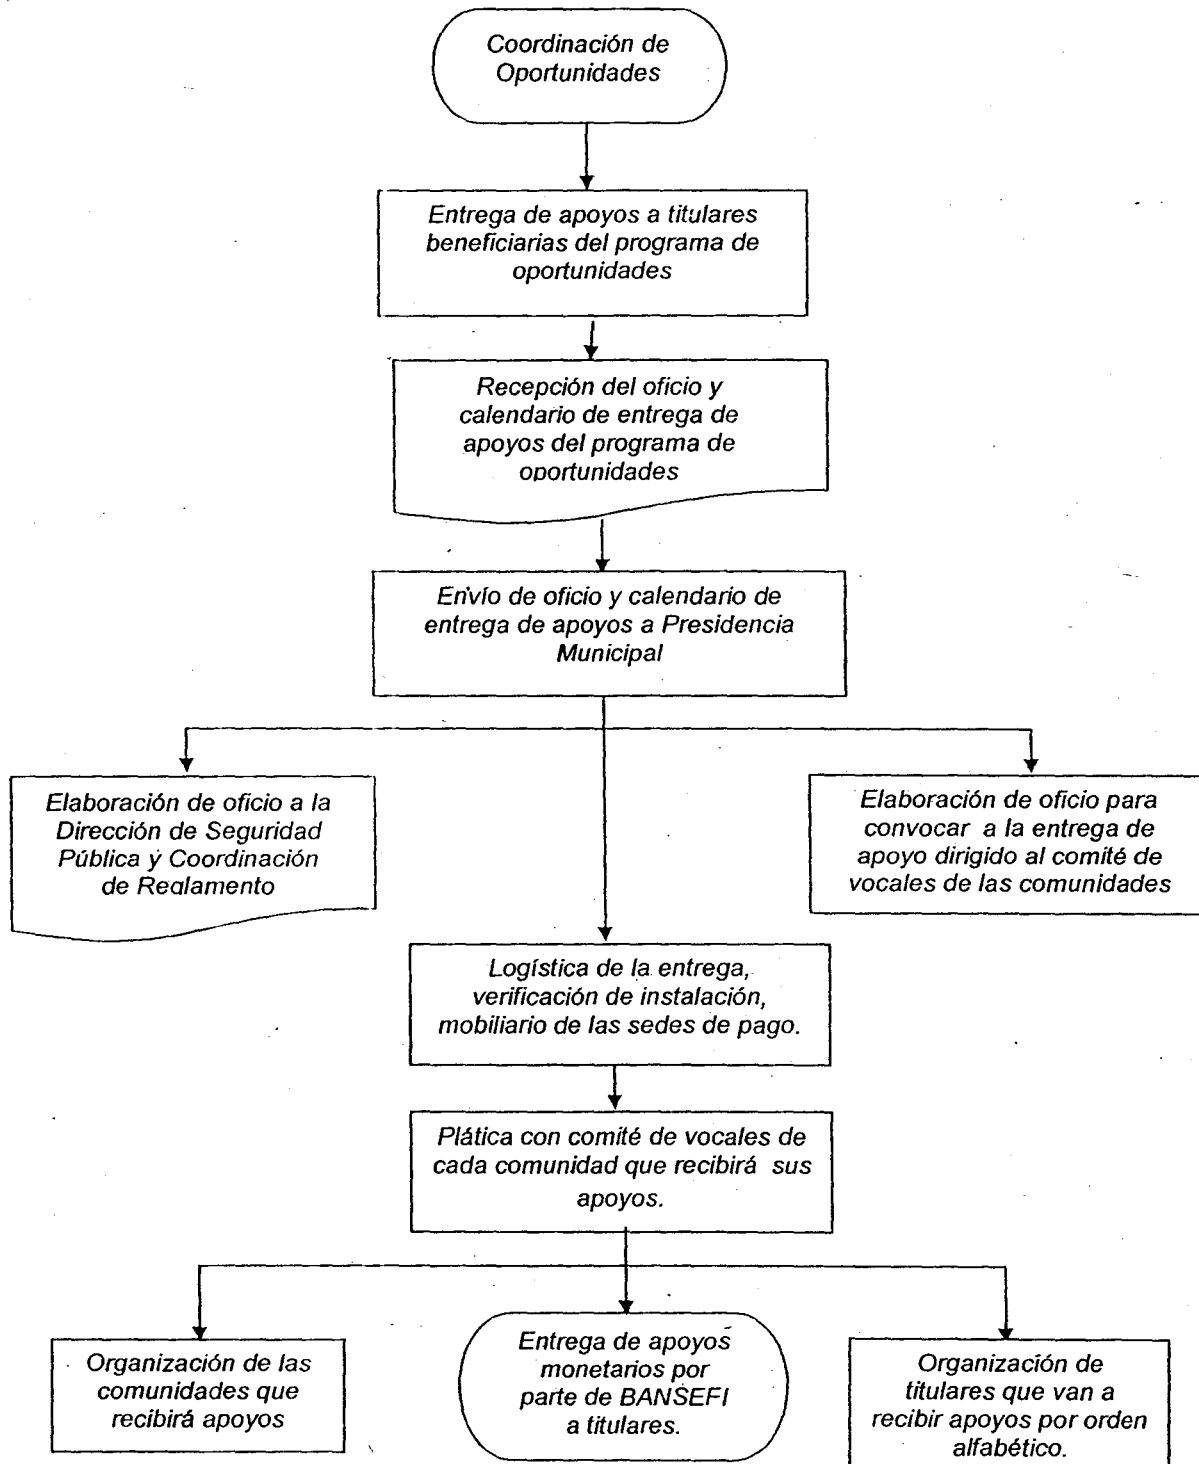 Coordinación de
Oportunidades
Entrega de apoyos a titulares
beneficiarias del programa de
oportunidades
Recepción del oficio y
calendario de entrega de
apoyos del programa de
oportunidades
Envío de oficio y calendario de
entrega de apoyos a Presidencia
Municipal
Elaboración de oficio a la
Dirección de Seguridad
Pública y Coordinación
de Reglamento
Elaboración de oficio para
convocar a la entrega de
apoyo dirigido al comité de
vocales de las comunidades
Logística de la entrega,
verificación de instalación,
mobiliario de las sedes de pago.
Plática con comité de vocales de
cada comunidad que recibirá sus
apoyos.
Organización de las
comunidades que
recibirá apoyos
Entrega de apoyos
monetarios por
parte de BANSEFI
a titulares.
Organización de
titulares que van a
recibir apoyos por orden
alfabético.